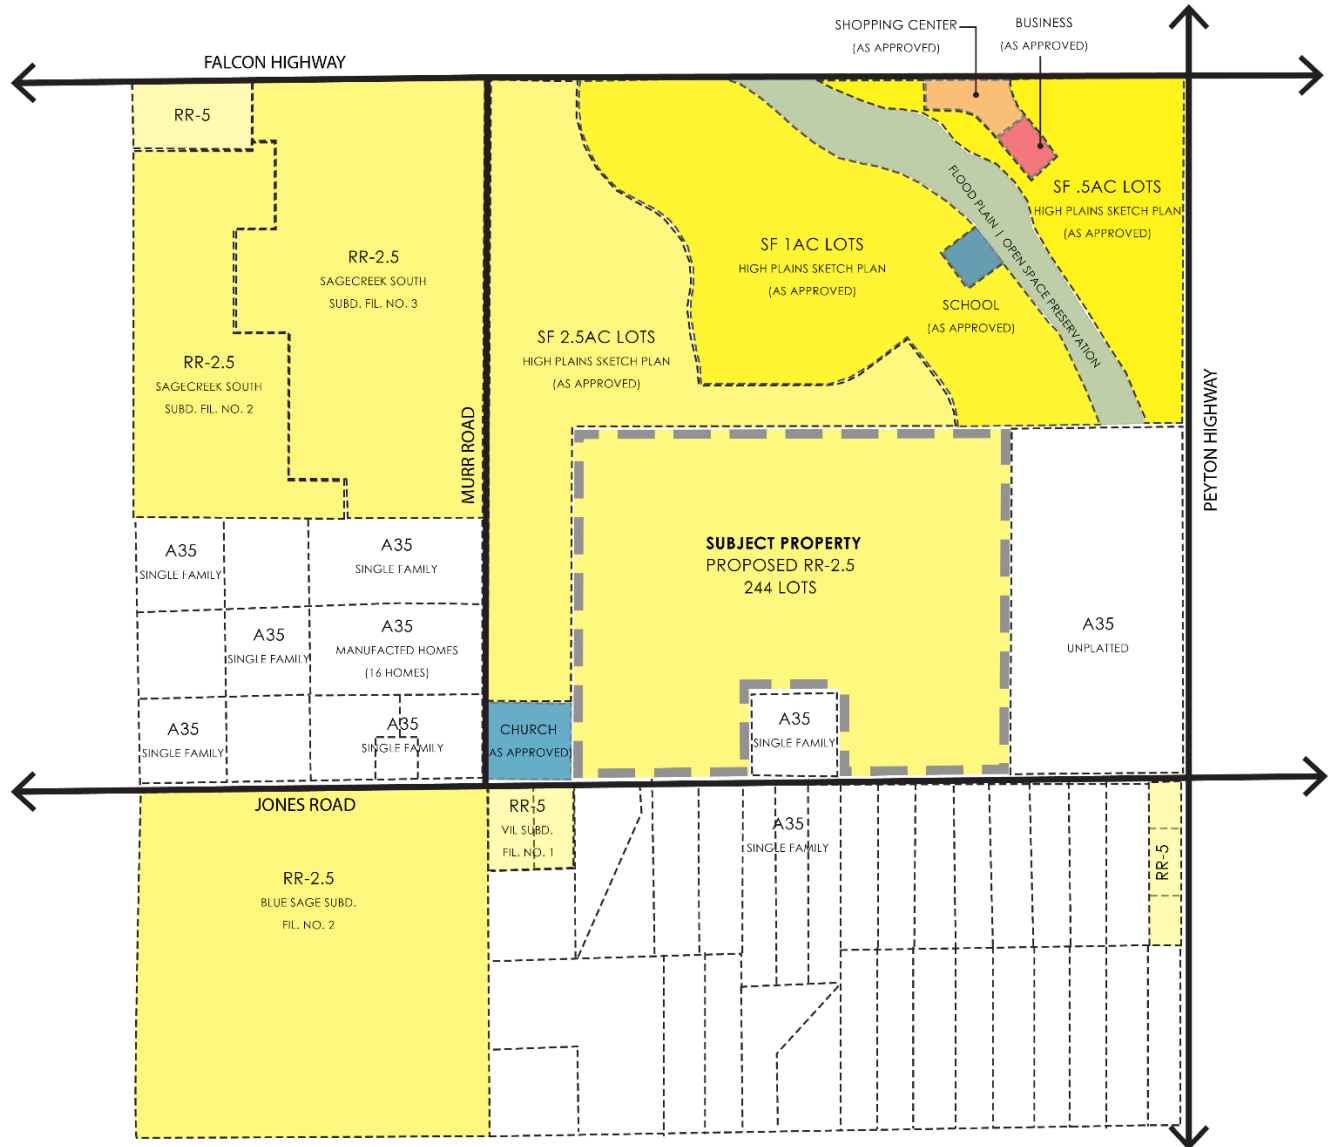 SHOPPING CENTER
(AS APPROVED)
BUSINESS
(AS APPROVED)
FALCON HIGHWAY
RR-5
RR-2.5
SAGECREEK SOUTH
SUBD. FIL. NO. 3
RR-2.5
SAGECREEK SOUTH
SUBD. FIL. NO. 2
MURR ROAD
SF 2.5AC LOTS
HIGH PLAINS SKETCH PLAN
(AS APPROVED)
SF 1AC LOTS
HIGH PLAINS SKETCH PLAN
(AS APPROVED)
FLOOD PLAIN | OPEN SPACE PRESERVATION
SF .5AC LOTS
HIGH PLAINS SKETCH PLAN
(AS APPROVED)
SCHOOL
(AS APPROVED)
PEYTON HIGHWAY
SUBJECT PROPERTY
PROPOSED RR-2.5
244 LOTS
A35
UNPLATTED
A35
SINGLE FAMILY
A35
SINGLE FAMILY
A35
SINGLE FAMILY
A35
MANUFACTED HOMES
(16 HOMES)
A35
SINGLE FAMILY
A35
SINGLE FAMILY
CHURCH
(AS APPROVED)
A35
SINGLE FAMILY
JONES ROAD
RR-5
VIL SUBD.
FIL. NO. 1
A35
SINGLE FAMILY
RR-5
RR-2.5
BLUE SAGE SUBD.
FIL. NO. 2